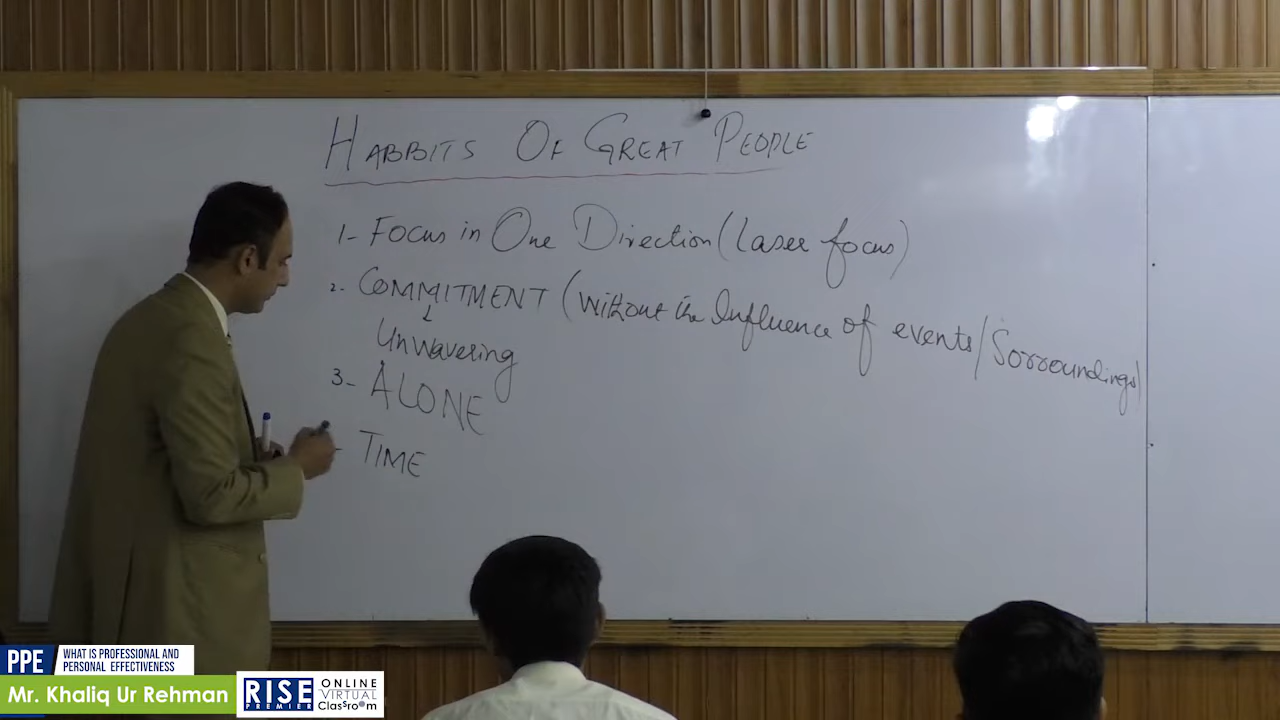 HABBITS OF GREAT PEOPLE
1- Focus in One Direction (Laser focus)
2- COMMITMENT (without the Influence of events/Sorroundings)
Unwavering
3- ALONE
- TIME
PPE WHAT IS PROFESSIONAL AND
PERSONAL EFFECTIVENESS
Mr. Khaliq Ur Rehman
RISE
PREMIER
ONLINE
VIRTUAL
Classr@m